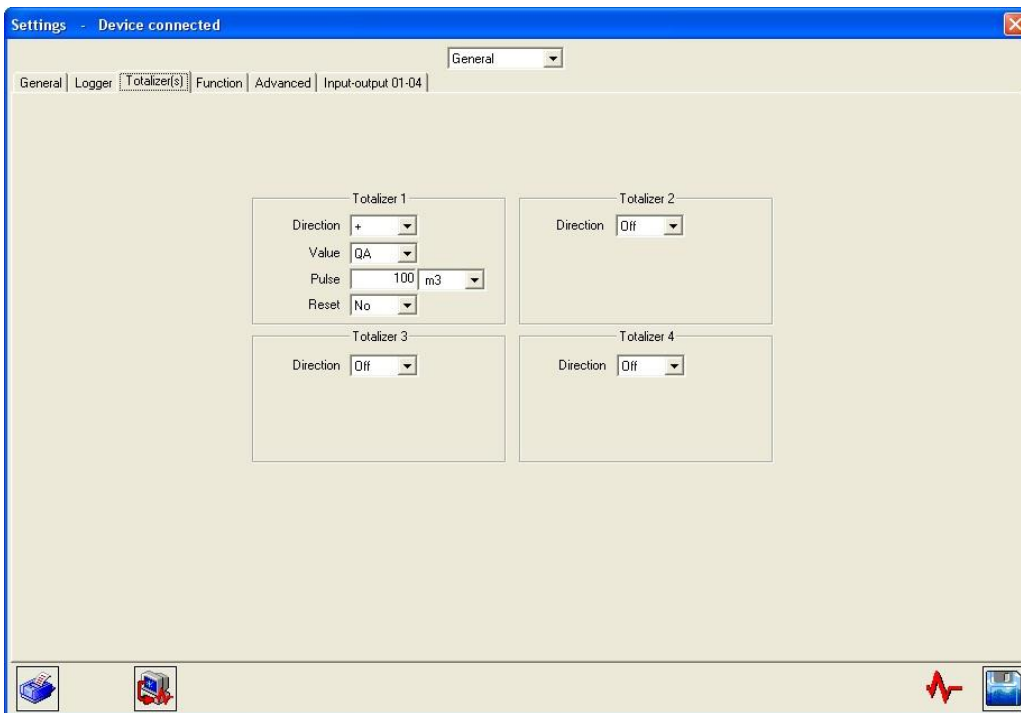 Settings - Device connected
General
General Logger Totalizer(s) Function Advanced Input-output 01-04
Totalizer 1
Direction +
Value QA
Pulse 100 m3
Reset No
Totalizer 2
Direction Off
Totalizer 3
Direction Off
Totalizer 4
Direction Off